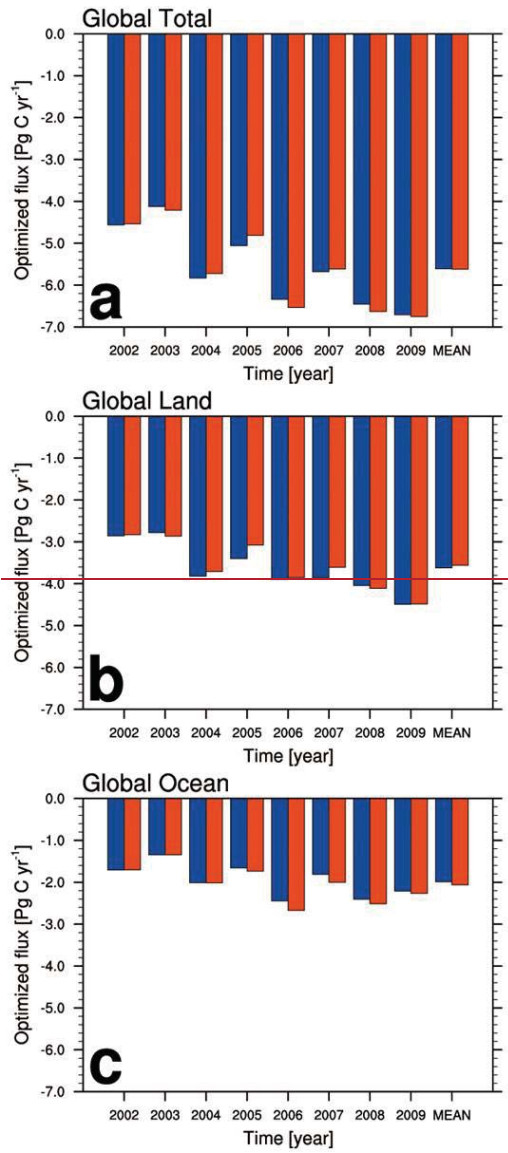 Global Total
Optimized flux [Pg C yr⁻¹]
0.0
-1.0
-2.0
-3.0
-4.0
-5.0
-6.0
-7.0
a
2002 2003 2004 2005 2006 2007 2008 2009 MEAN
Time [year]
Global Land
Optimized flux [Pg C yr⁻¹]
0.0
-1.0
-2.0
-3.0
-4.0
-5.0
-6.0
-7.0
b
2002 2003 2004 2005 2006 2007 2008 2009 MEAN
Time [year]
Global Ocean
Optimized flux [Pg C yr⁻¹]
0.0
-1.0
-2.0
-3.0
-4.0
-5.0
-6.0
-7.0
c
2002 2003 2004 2005 2006 2007 2008 2009 MEAN
Time [year]